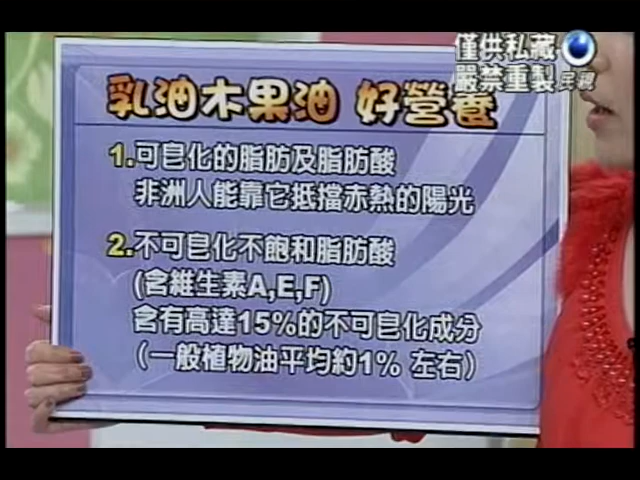 僅供私藏
嚴禁重製 民視
乳油木果油 好營養
1.可皂化的脂肪及脂肪酸
非洲人能靠它抵擋赤熱的陽光
2.不可皂化不飽和脂肪酸
(含維生素A,E,F)
含有高達15%的不可皂化成分
(一般植物油平均約1% 左右)